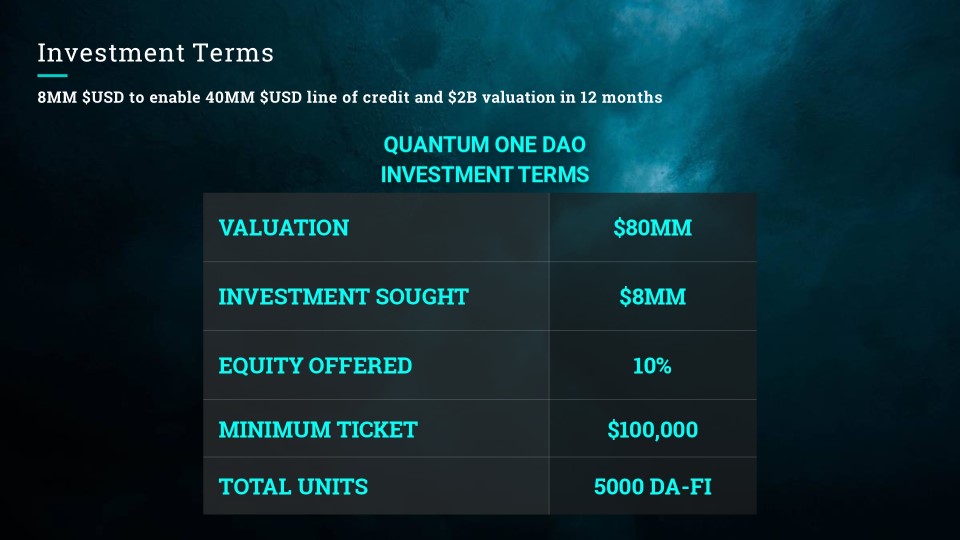 Investment Terms
8MM $USD to enable 40MM $USD line of credit and $2B valuation in 12 months
QUANTUM ONE DAO
INVESTMENT TERMS
VALUATION $80MM
INVESTMENT SOUGHT $8MM
EQUITY OFFERED 10%
MINIMUM TICKET $100,000
TOTAL UNITS 5000 DA-FI